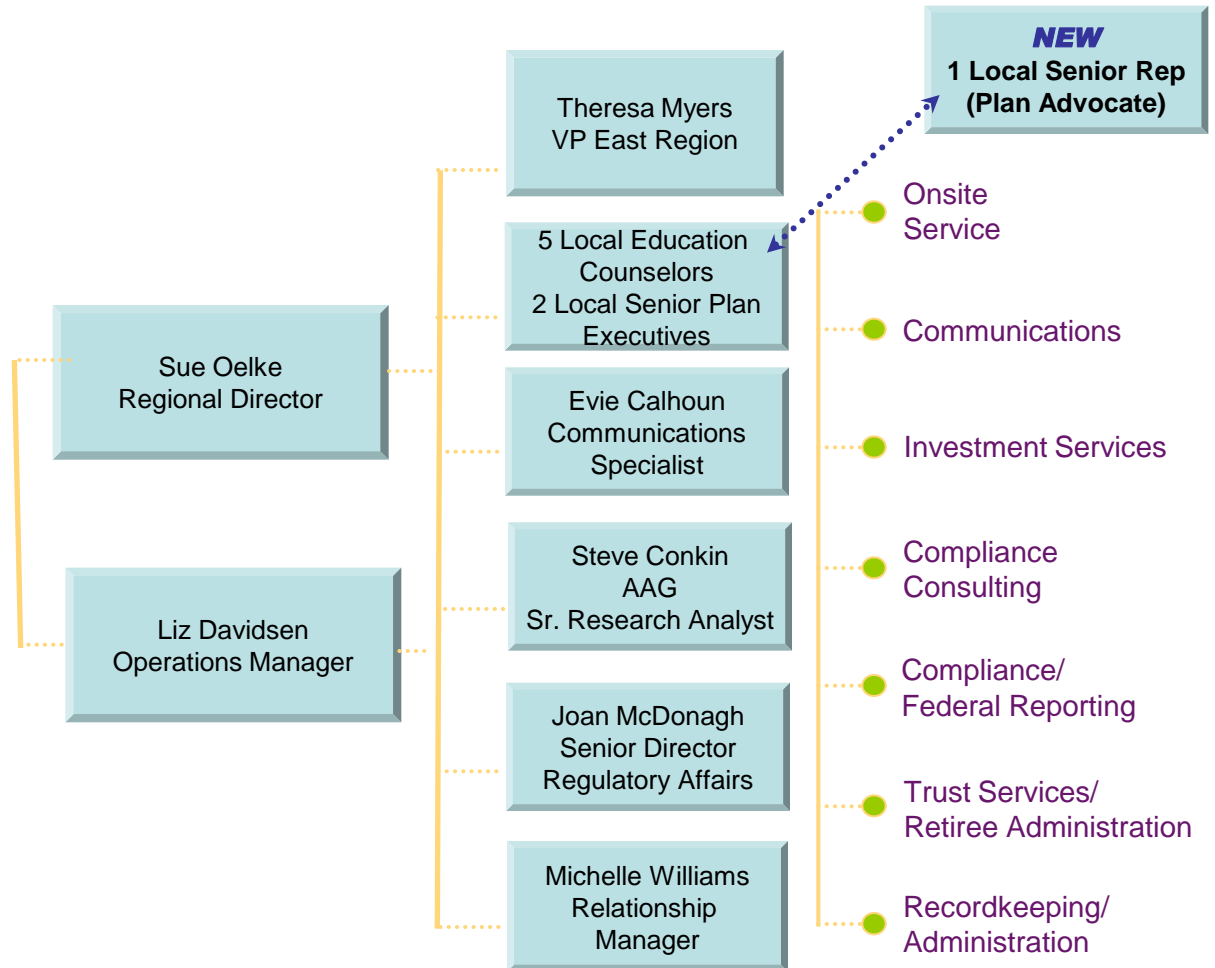 NEW
1 Local Senior Rep
(Plan Advocate)
Theresa Myers
VP East Region
5 Local Education
Counselors
2 Local Senior Plan
Executives
Sue Oelke
Regional Director
Evie Calhoun
Communications
Specialist
Steve Conkin
AAG
Sr. Research Analyst
Liz Davidsen
Operations Manager
Joan McDonagh
Senior Director
Regulatory Affairs
Michelle Williams
Relationship
Manager
Onsite
Service
Communications
Investment Services
Compliance
Consulting
Compliance/
Federal Reporting
Trust Services/
Retiree Administration
Recordkeeping/
Administration